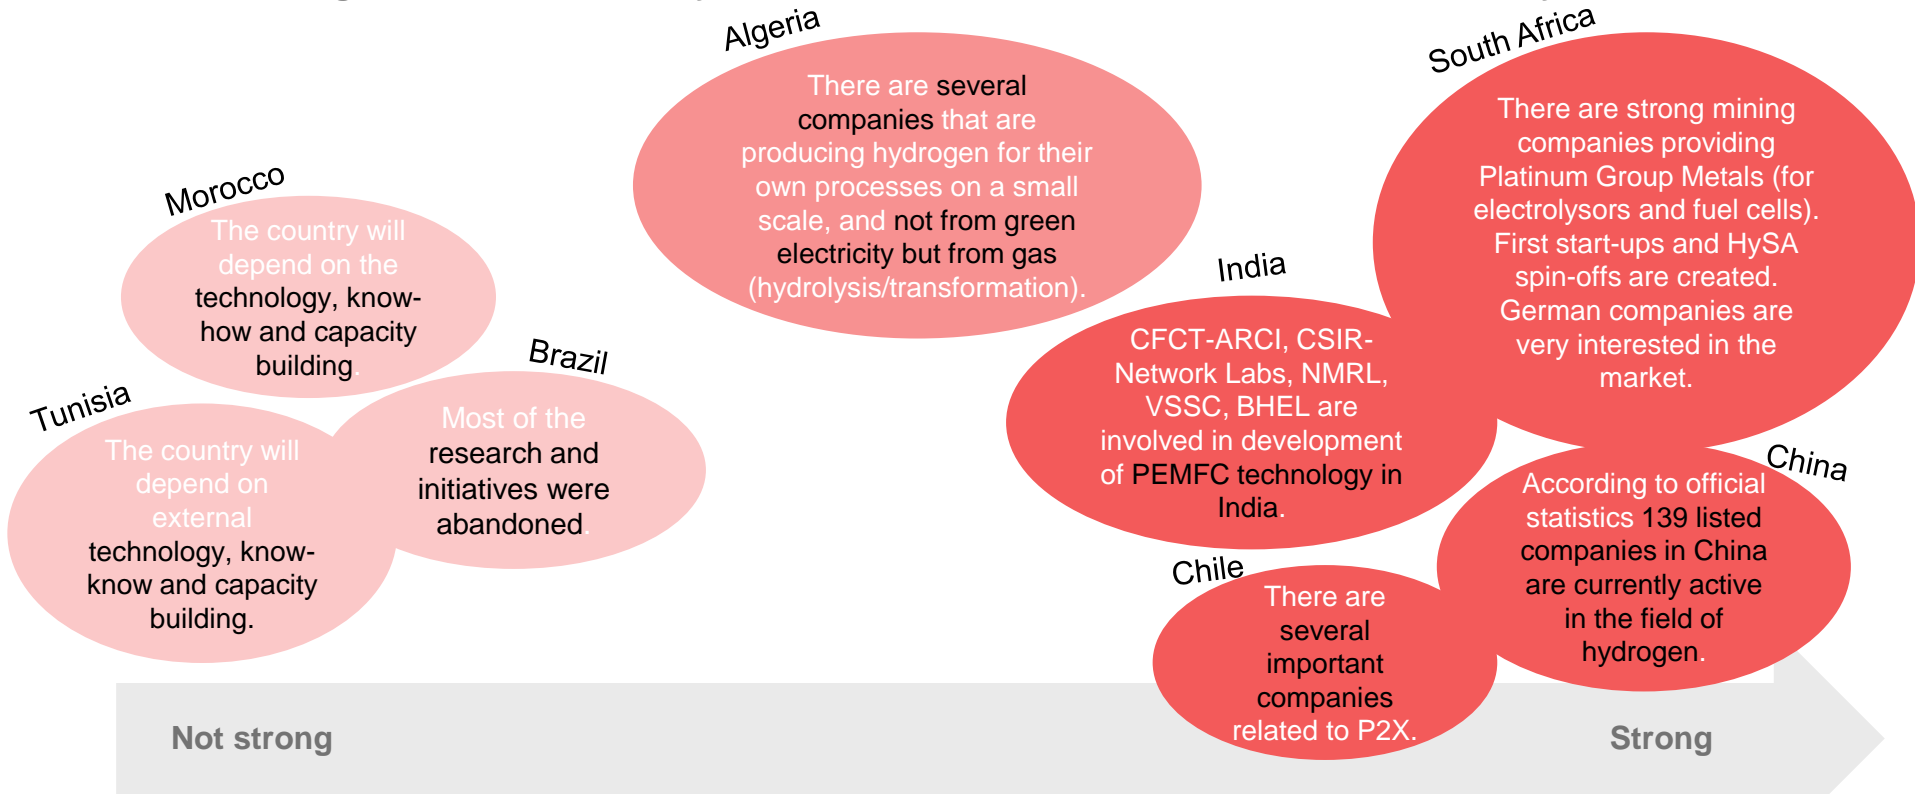 Algeria
There are several
companies that are
producing hydrogen for their
own processes on a small
scale, and not from green
electricity but from gas
(hydrolysis/transformation).
South Africa
There are strong mining
companies providing
Platinum Group Metals (for
electrolysors and fuel cells).
First start-ups and HySA
spin-offs are created.
German companies are
very interested in the
market.
Morocco
The country will
depend on the
technology, know-
how and capacity
building.
India
CFCT-ARCI, CSIR-
Network Labs, NMRL,
VSSC, BHEL are
involved in development
of PEMFC technology in
India.
Brazil
Most of the
research and
initiatives were
abandoned.
Tunisia
The country will
depend on
external
technology, know-
know and capacity
building.
China
According to official
statistics 139 listed
companies in China
are currently active
in the field of
hydrogen.
Chile
There are
several
important
companies
related to P2X.
Not strong
Strong